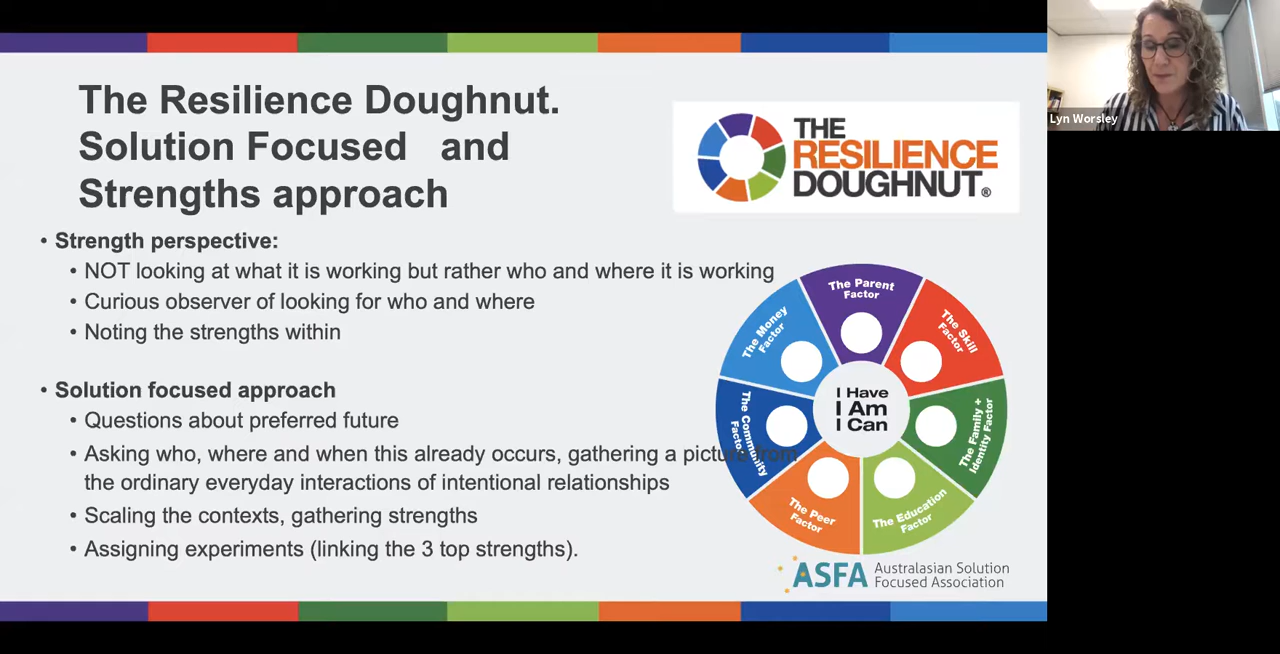 The Resilience Doughnut.
Solution Focused and
Strengths approach
THE
RESILIENCE
DOUGHNUT®
Lyn Worsley
• Strength perspective:
• NOT looking at what it is working but rather who and where it is working
• Curious observer of looking for who and where
• Noting the strengths within
• Solution focused approach
• Questions about preferred future
• Asking who, where and when this already occurs, gathering a picture from
the ordinary everyday interactions of intentional relationships
• Scaling the contexts, gathering strengths
• Assigning experiments (linking the 3 top strengths).
The Parent
Factor
The Skill
Factor
The Family +
Identity Factor
The Education
Factor
The Peer
Factor
The Community
Factor
The Money
Factor
I Have
I Am
I Can
ASFA
Australasian Solution
Focused Association